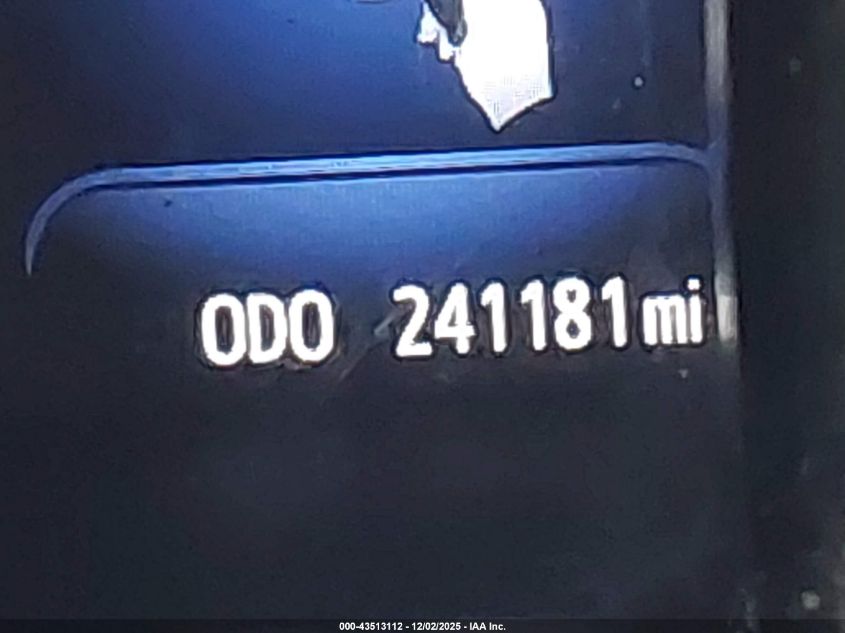 ODO 241181mi
000-43513112 - 12/02/2025 - IAA Inc.